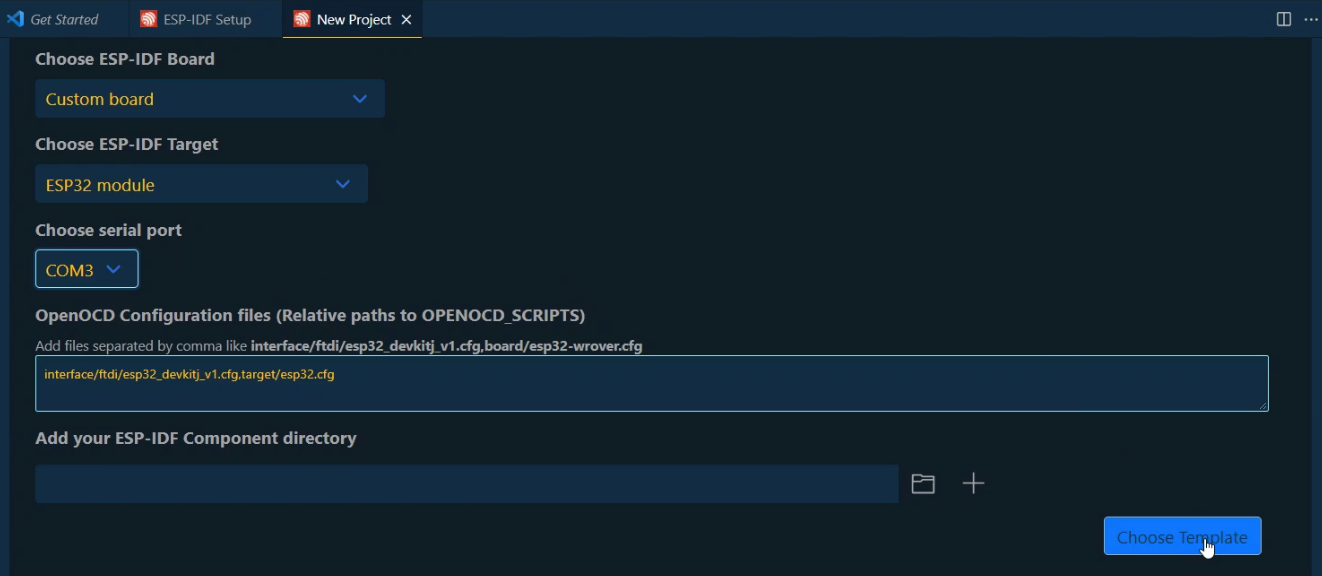 Get Started ESP-IDF Setup New Project
Choose ESP-IDF Board
Custom board
Choose ESP-IDF Target
ESP32 module
Choose serial port
COM3
OpenOCD Configuration files (Relative paths to OPENOCD_SCRIPTS)
Add files separated by comma like interface/ftdi/esp32_devkitj_v1.cfg,board/esp32-wrover.cfg
interface/ftdi/esp32_devkitj_v1.cfg,target/esp32.cfg
Add your ESP-IDF Component directory
Choose Template